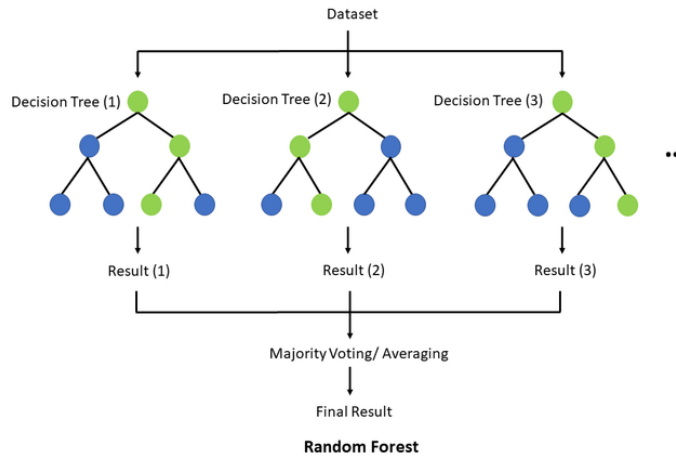 Dataset
Decision Tree (1)
Decision Tree (2)
Decision Tree (3)
..
Result (1)
Result (2)
Result (3)
Majority Voting/ Averaging
Final Result
Random Forest